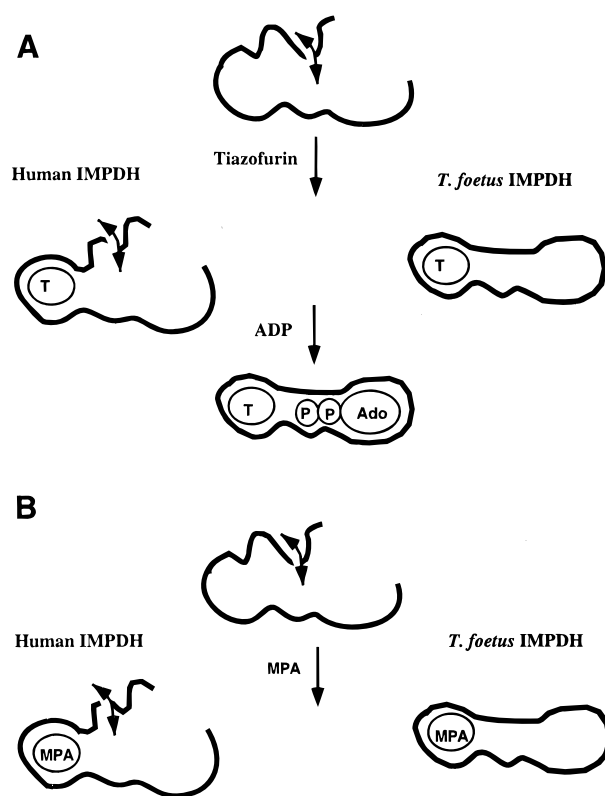 A
Tiazofurin
Human IMPDH
T. foetus IMPDH
T
T
ADP
T P P Ado
B
Human IMPDH
T. foetus IMPDH
MPA
MPA
MPA